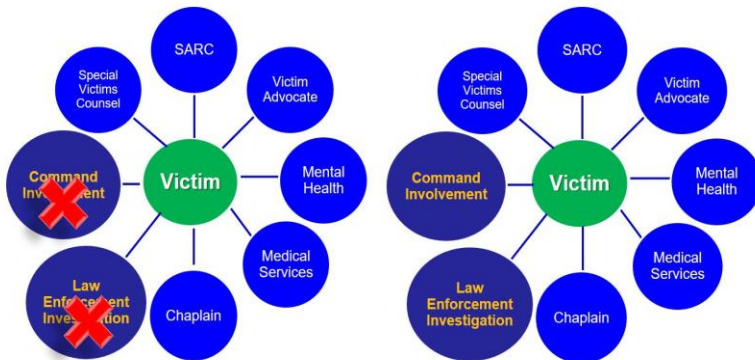 SARC
Special
Victims
Counsel
Victim
Advocate
Command
Involvement
Victim
Mental
Health
Law
Enforcement
Investigation
Medical
Services
Chaplain
SARC
Special
Victims
Counsel
Victim
Advocate
Command
Involvement
Victim
Mental
Health
Law
Enforcement
Investigation
Medical
Services
Chaplain